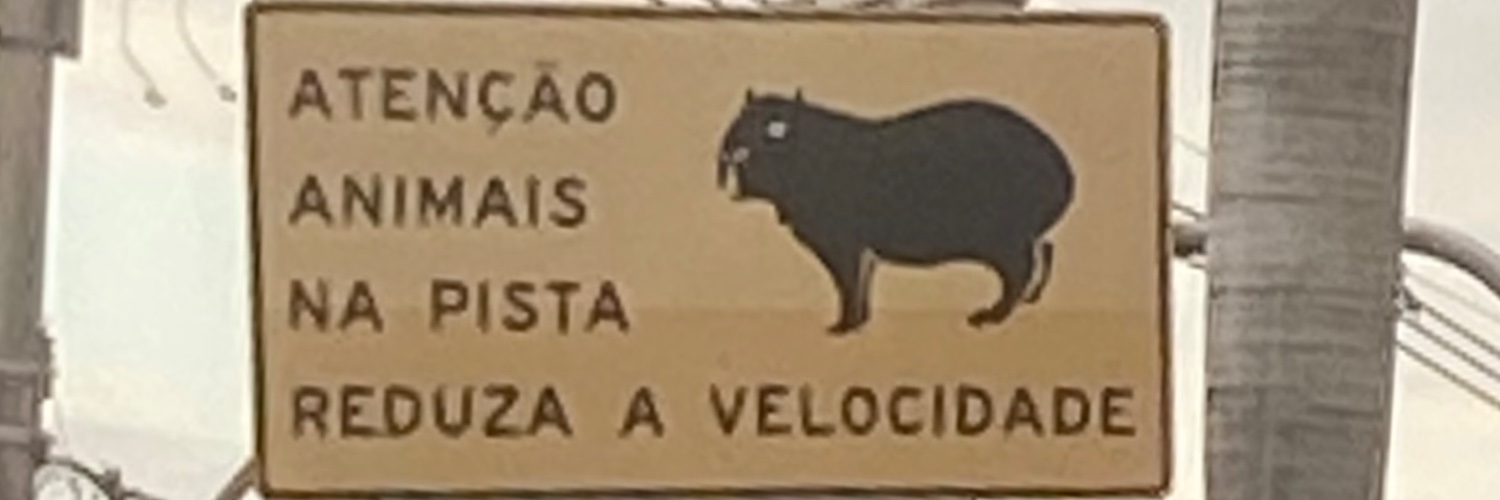 ATENÇÃO
ANIMAIS
NA PISTA
REDUZA A VELOCIDADE